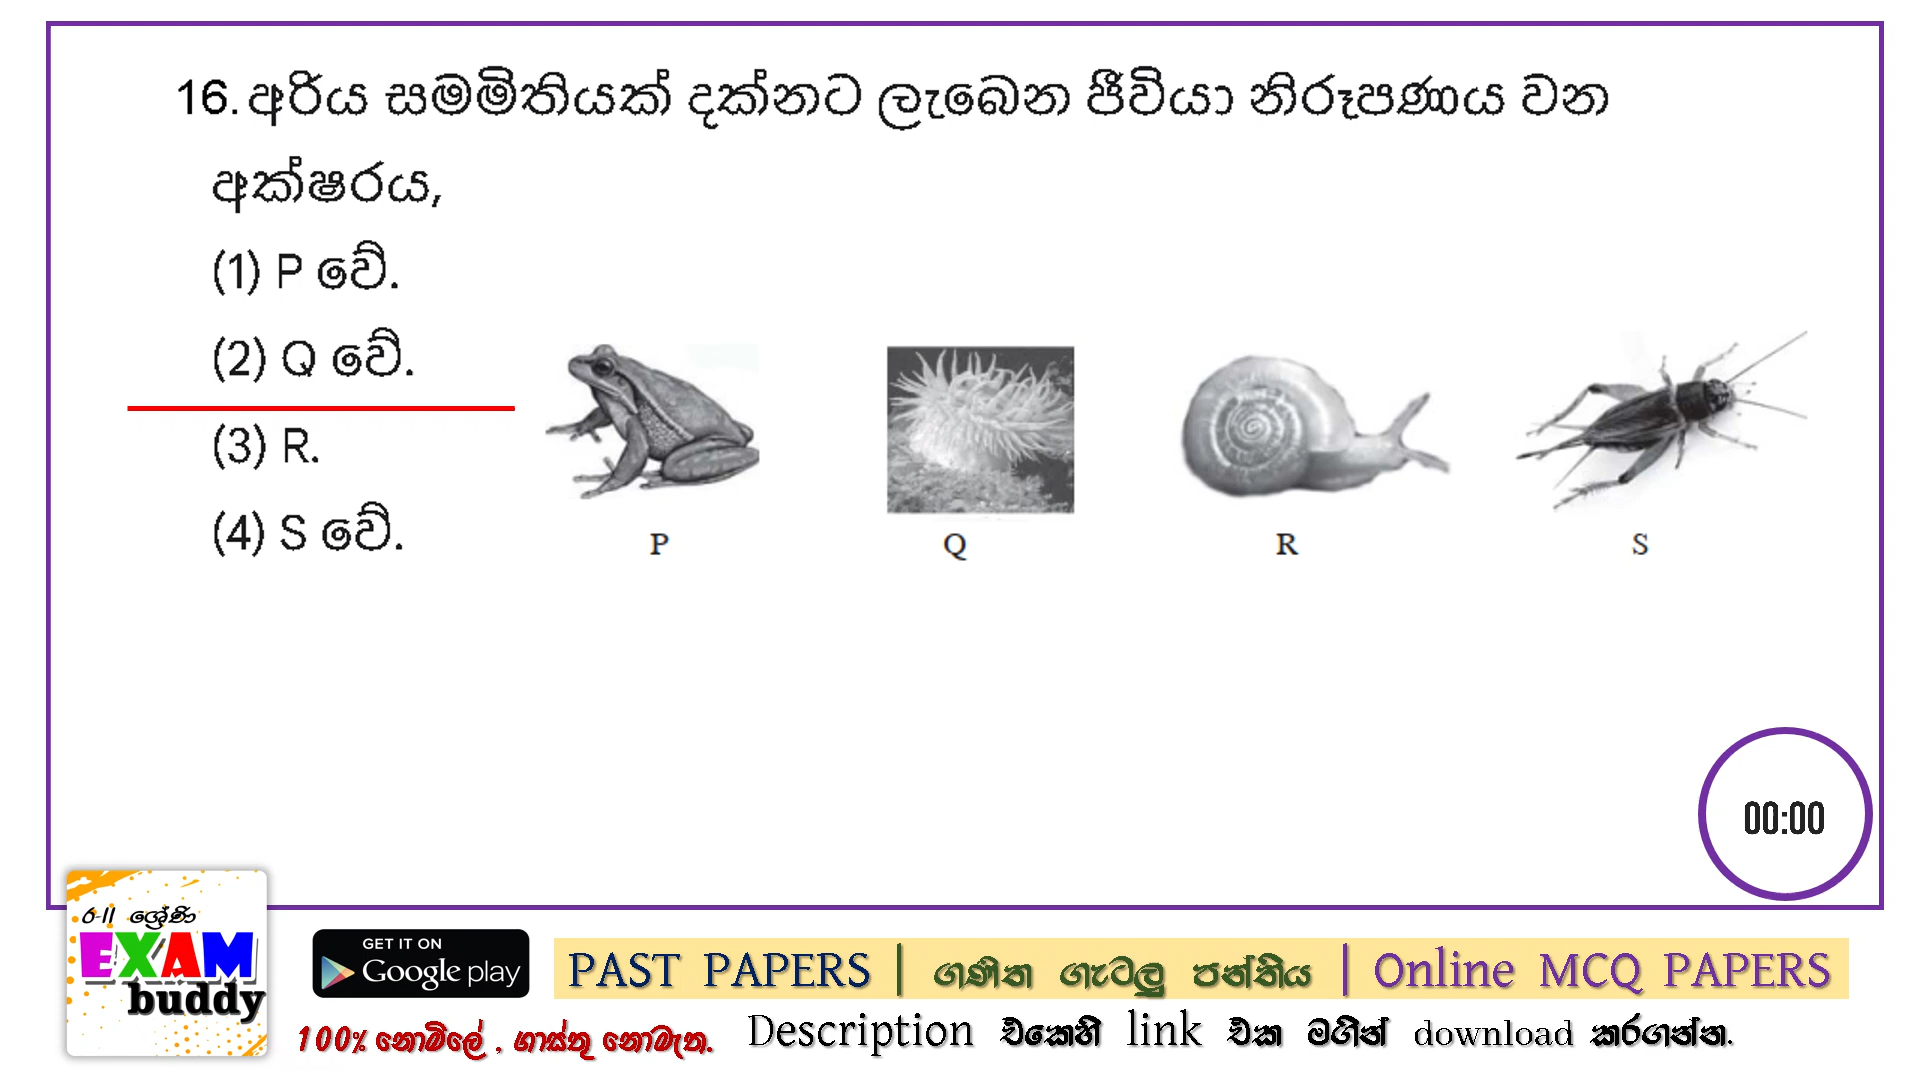 16. අරිය සමමිතියක් දක්නට ලැබෙන ජීවියා නිරූපණය වන
අක්ෂරය,
(1) P වේ.
(2) Q වේ.
(3) R.
(4) S වේ.
P Q R S
00:00
6-11 ශ්‍රේණි
EXAM
buddy
GET IT ON
Google play
PAST PAPERS | ගණිත ගැටලු පන්තිය | Online MCQ PAPERS
100% නොමිලේ , ගාස්තු නොමැත.
Description එකෙහි link එක මගින් download කරගන්න.